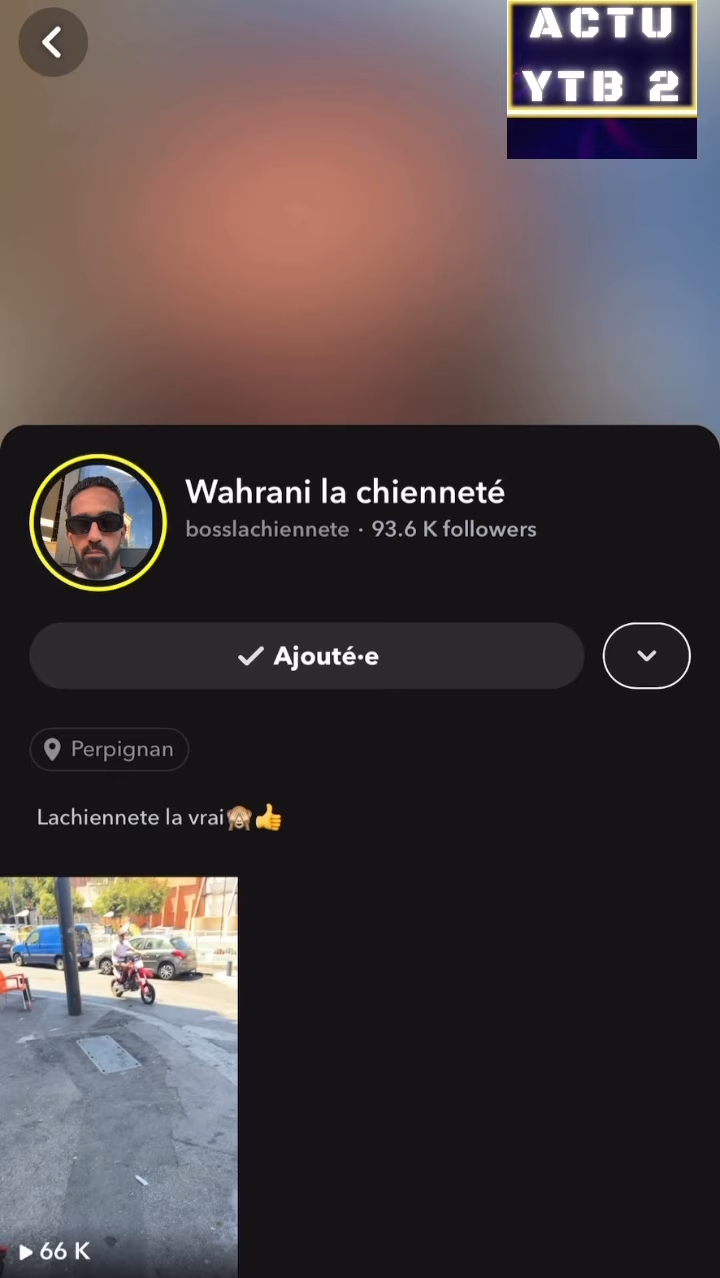 ACTU
YTB 2
Wahrani la chienneté
bosslachiennete · 93.6 K followers
Ajouté·e
Perpignan
Lachiennete la vrai🙈👍
66 K